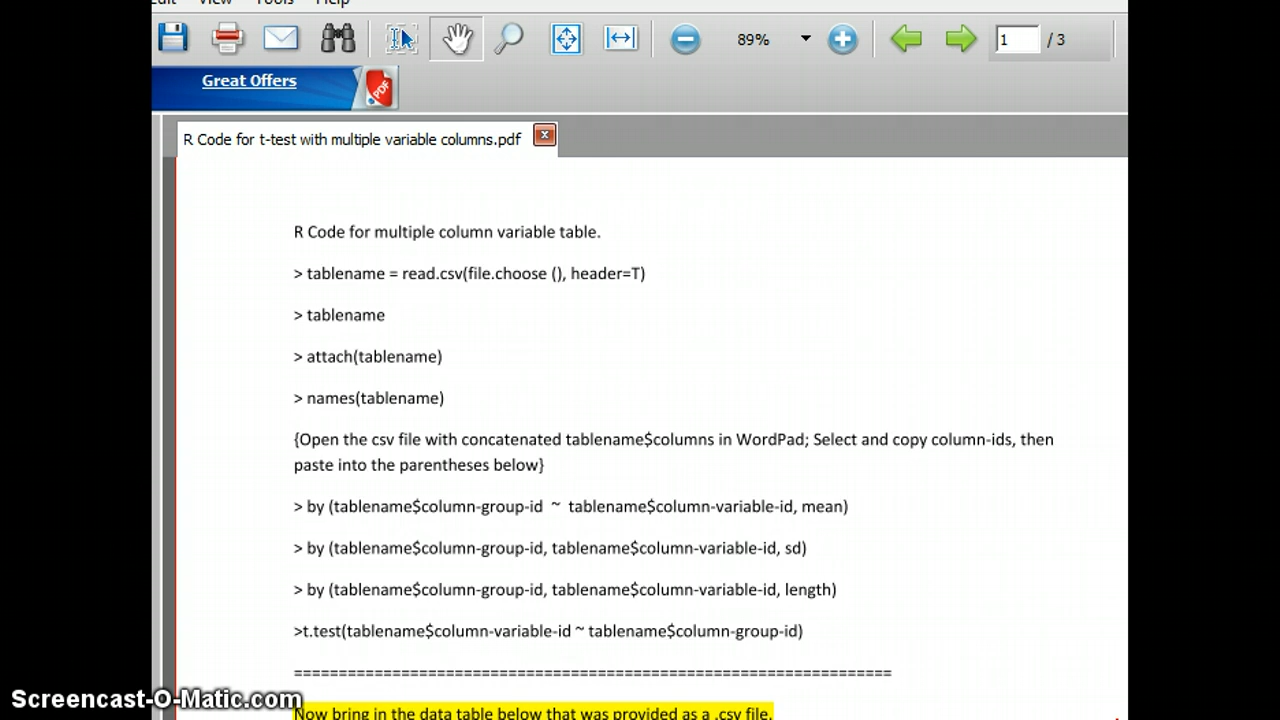 View Tools Help
89%
1 / 3
Great Offers
PDF
R Code for t-test with multiple variable columns.pdf
R Code for multiple column variable table.
> tablename = read.csv(file.choose (), header=T)
> tablename
> attach(tablename)
> names(tablename)
{Open the csv file with concatenated tablename$columns in WordPad; Select and copy column-ids, then
paste into the parentheses below}
> by (tablename$column-group-id ~ tablename$column-variable-id, mean)
> by (tablename$column-group-id, tablename$column-variable-id, sd)
> by (tablename$column-group-id, tablename$column-variable-id, length)
>t.test(tablename$column-variable-id ~ tablename$column-group-id)
===================================================================
Now bring in the data table below that was provided as a .csv file.
Screencast-O-Matic.com